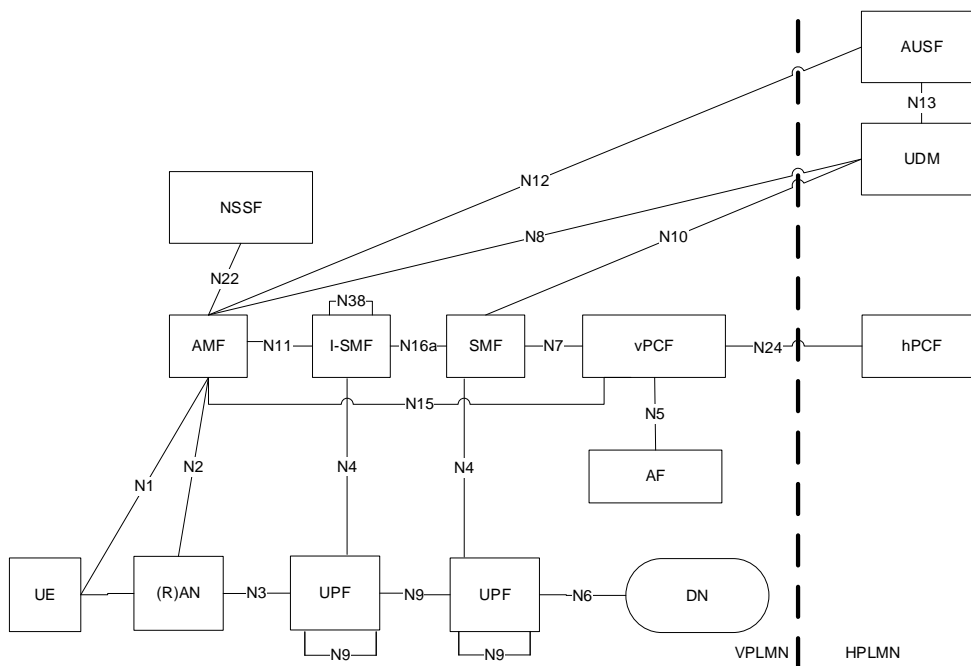 AUSF
N13
UDM
N12
NSSF
N8
N10
N22
N38
AMF
N11
I-SMF
N16a
SMF
N7
vPCF
N24
hPCF
N15
N5
N1
N2
N4
N4
AF
UE
(R)AN
N3
UPF
N9
UPF
N6
DN
N9
N9
VPLMN
HPLMN